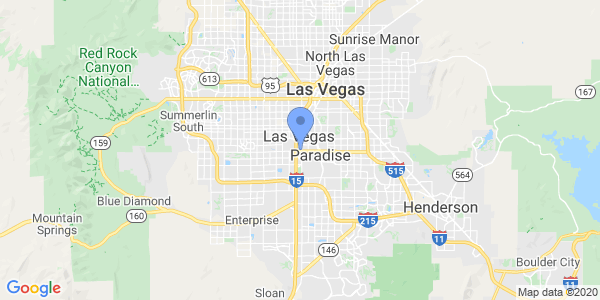 Sunrise Manor
Red Rock
Canyon
National...
North Las
Vegas
613
95
Las Vegas
167
Summerlin
South
159
Las Vegas
Paradise
515
564
15
Blue Diamond
160
Mountain
Springs
Enterprise
215
Henderson
11
146
Boulder City
11
Sloan
Google
Map data ©2020